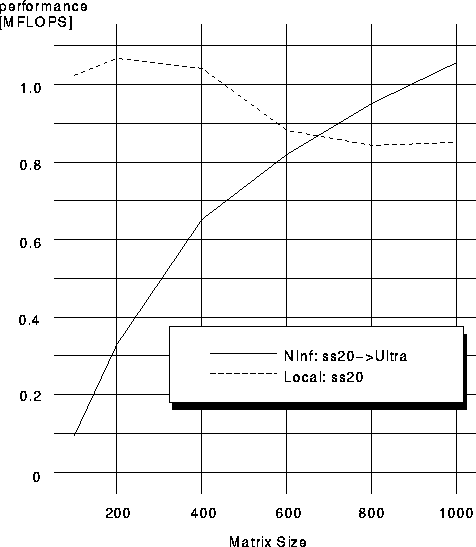 performance
[MFLOPS]
1.0
0.8
0.6
0.4
0.2
0
NInf: ss20->Ultra
Local: ss20
200 400 600 800 1000
Matrix Size